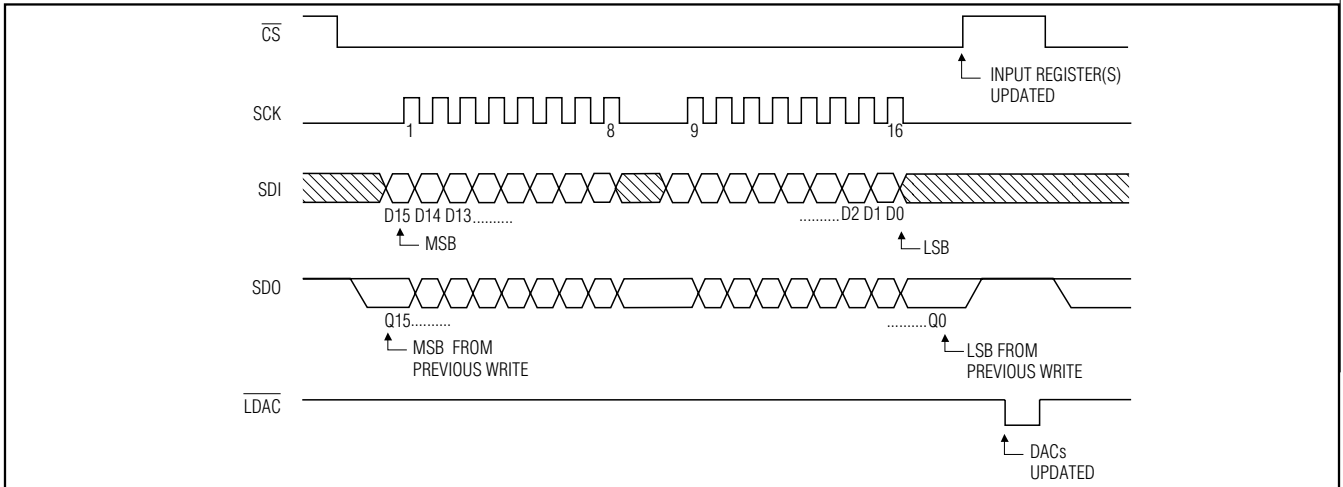 CS
INPUT REGISTER(S)
UPDATED
SCK
1
8
9
16
SDI
D15 D14 D13..........
..........D2 D1 D0
MSB
LSB
SDO
Q15..........
..........Q0
MSB FROM
PREVIOUS WRITE
LSB FROM
PREVIOUS WRITE
LDAC
DACs
UPDATED